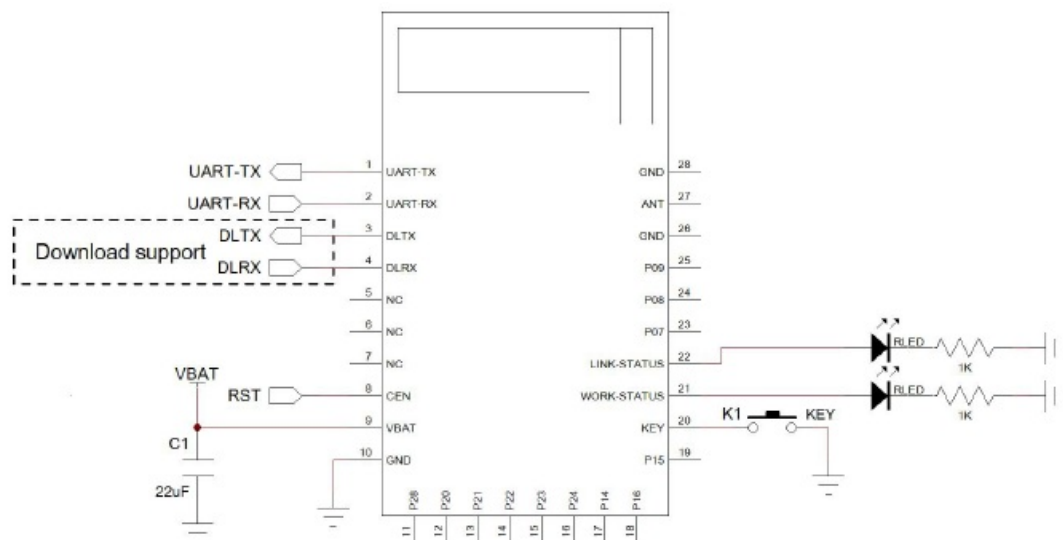 UART-TX 1 UART-TX GND 28
UART-RX 2 UART-RX ANT 27
Download support DLTX 3 DLTX GND 26
DLRX 4 DLRX P09 25
5 NC P08 24
6 NC P07 23
7 NC LINK-STATUS 22 RLED 1K
VBAT
RST 8 CEN WORK-STATUS 21 RLED 1K
9 VBAT KEY 20 K1 KEY
C1
10 GND P15 19
22uF
P28 P20 P21 P22 P23 P24 P14 P16
11 12 13 14 15 16 17 18